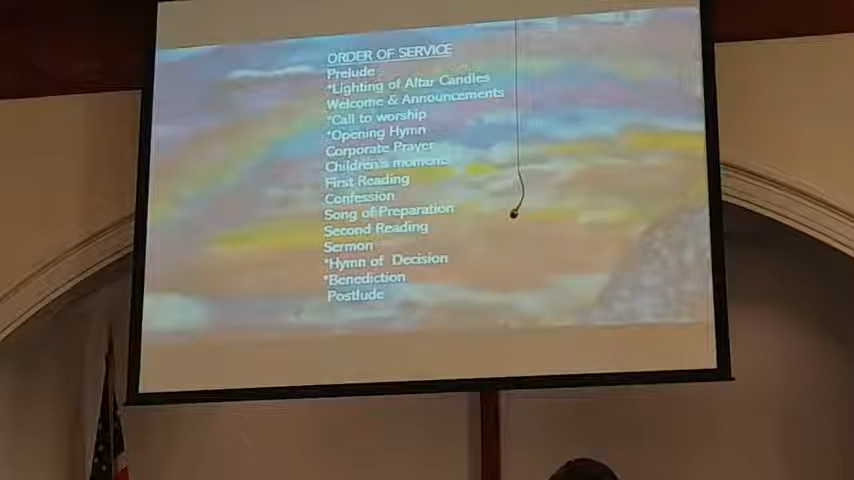 ORDER OF SERVICE
Prelude
*Lighting of Altar Candles
Welcome & Announcements
*Call to worship
*Opening Hymn
Corporate Prayer
Children's moment
First Reading
Confession
Song of Preparation
Second Reading
Sermon
*Hymn of Decision
*Benediction
Postlude